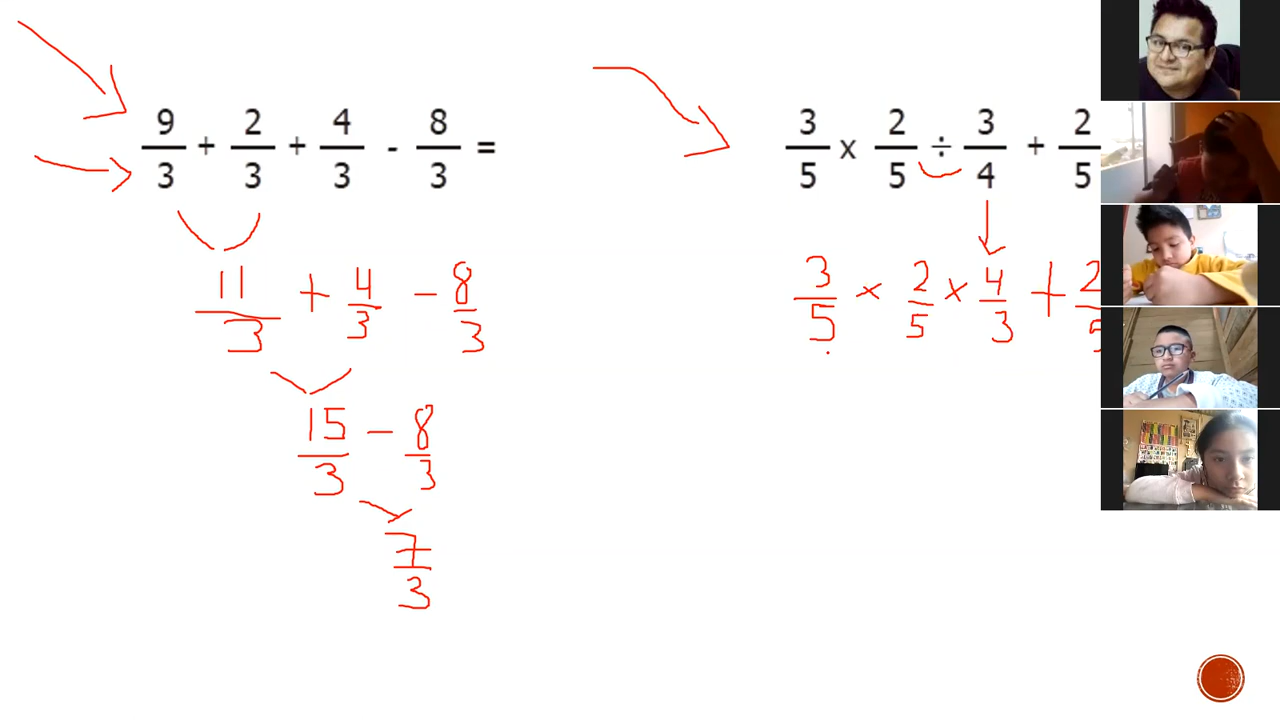 9/3 + 2/3 + 4/3 - 8/3 =
11/3 + 4/3 - 8/3
15/3 - 8/3
7/3
3/5 x 2/5 ÷ 3/4 + 2/5
3/5 x 2/5 x 4/3 + 2/5